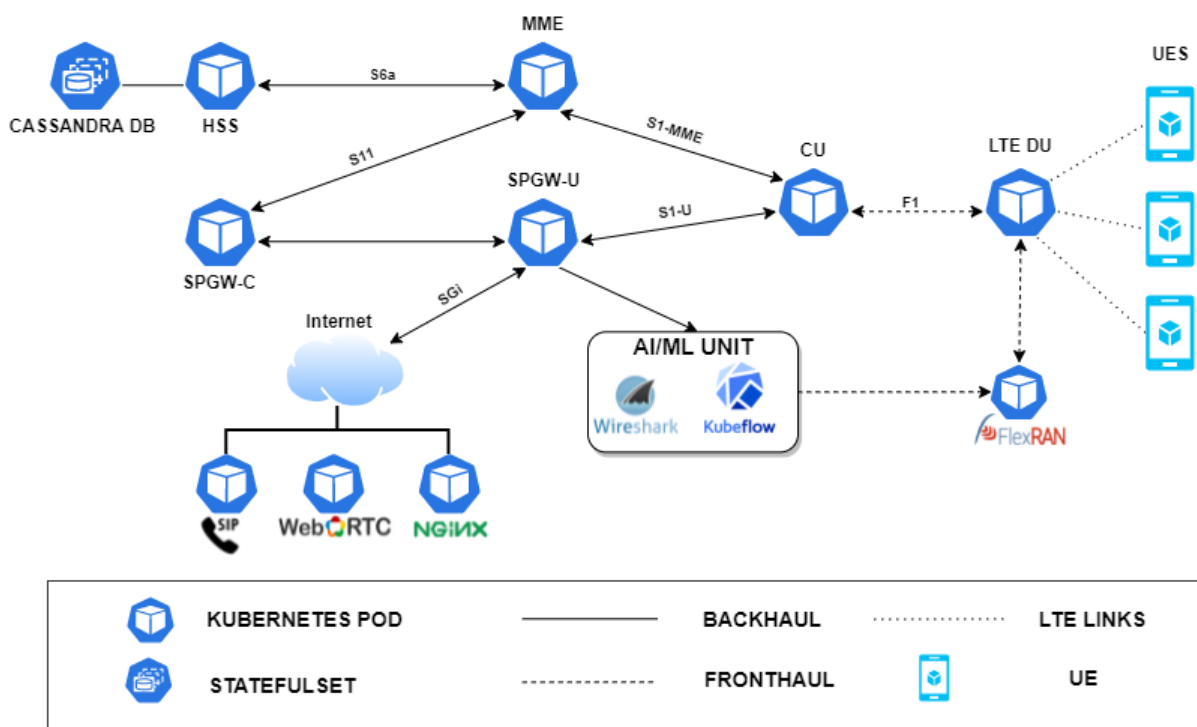 MME
UES
S6a
CASSANDRA DB
HSS
S1-MME
CU
LTE DU
S11
SPGW-U
S1-U
F1
SPGW-C
SGi
Internet
AI/ML UNIT
Wireshark
Kubeflow
FlexRAN
SIP
WebRTC
NGINX
KUBERNETES POD
BACKHAUL
LTE LINKS
STATEFULSET
FRONTHAUL
UE